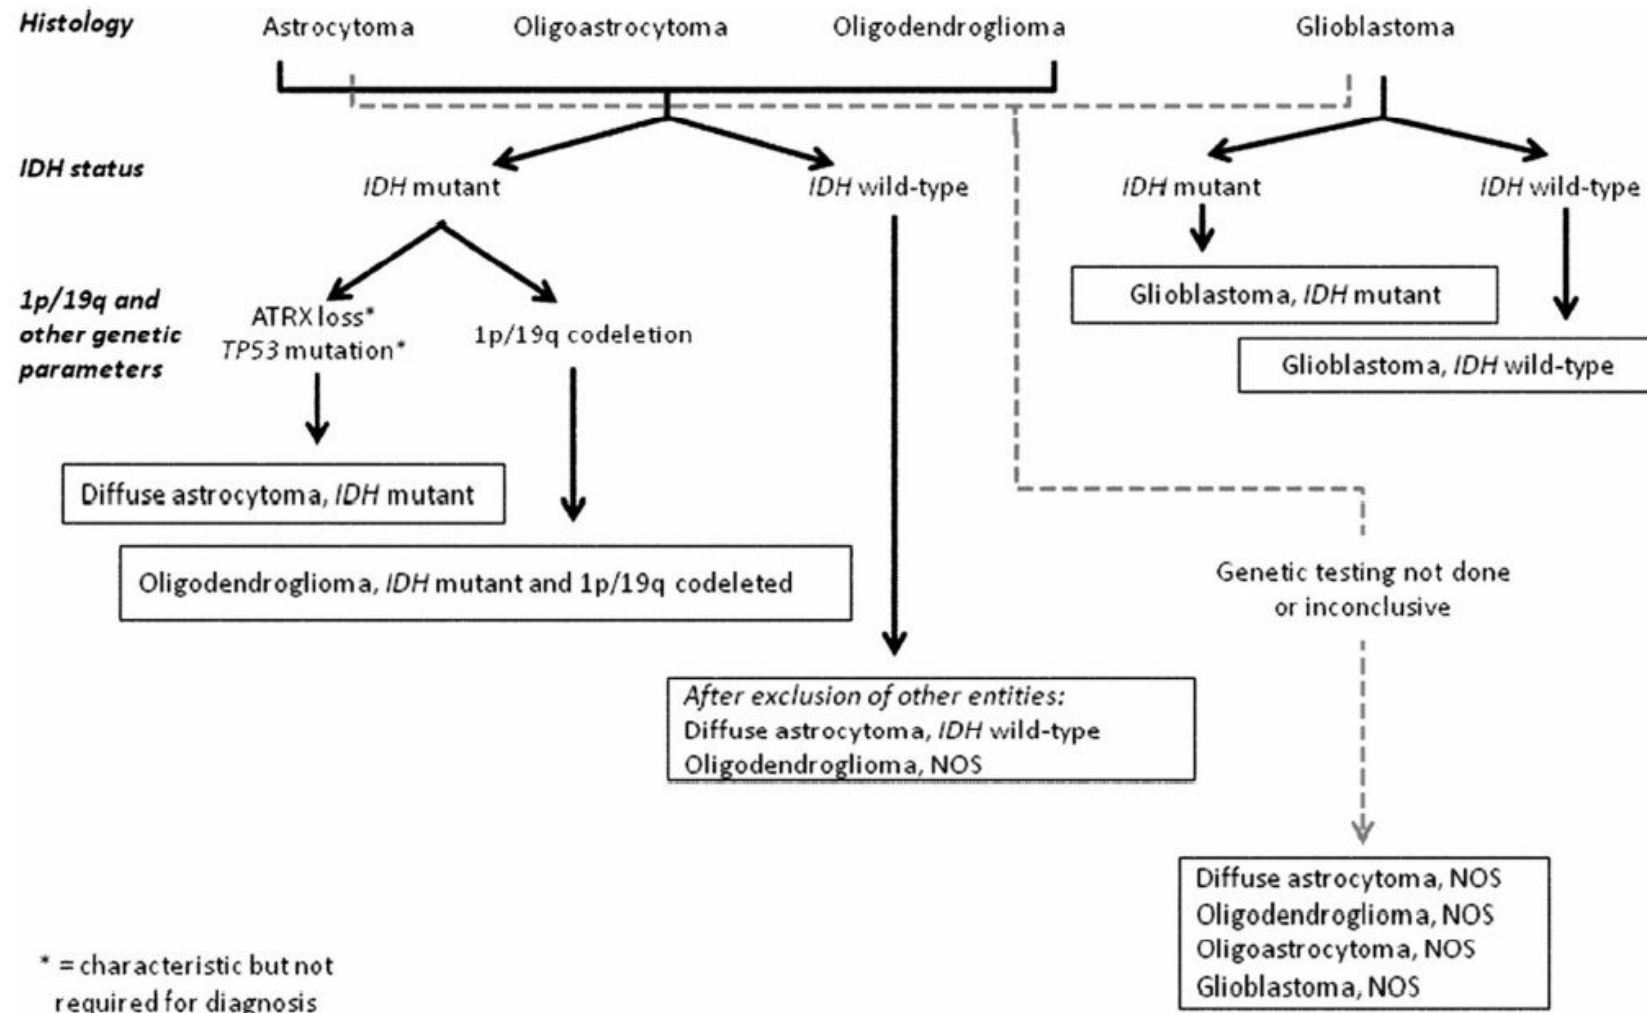 Histology
Astrocytoma
Oligoastrocytoma
Oligodendroglioma
Glioblastoma
IDH status
IDH mutant
IDH wild-type
IDH mutant
IDH wild-type
Glioblastoma, IDH mutant
Glioblastoma, IDH wild-type
1p/19q and
other genetic
parameters
ATRX loss*
TP53 mutation*
1p/19q codeletion
Diffuse astrocytoma, IDH mutant
Oligodendroglioma, IDH mutant and 1p/19q codeleted
Genetic testing not done
or inconclusive
After exclusion of other entities:
Diffuse astrocytoma, IDH wild-type
Oligodendroglioma, NOS
Diffuse astrocytoma, NOS
Oligodendroglioma, NOS
Oligoastrocytoma, NOS
Glioblastoma, NOS
* = characteristic but not
required for diagnosis